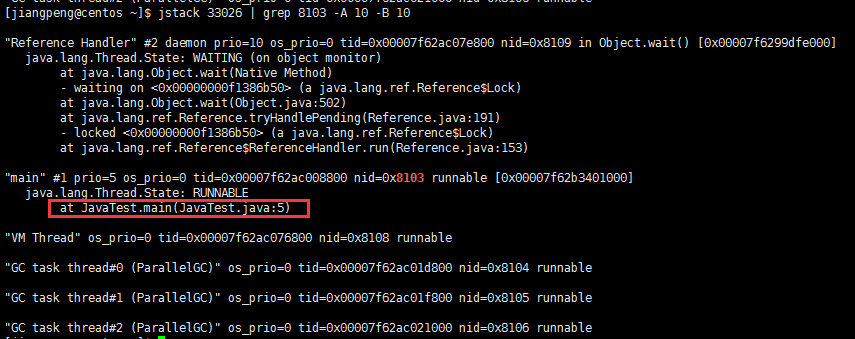 [jiangpeng@centos ~]$ jstack 33026 | grep 8103 -A 10 -B 10
"Reference Handler" #2 daemon prio=10 os_prio=0 tid=0x00007f62ac07e800 nid=0x8109 in Object.wait() [0x00007f6299dfe000]
java.lang.Thread.State: WAITING (on object monitor)
at java.lang.Object.wait(Native Method)
- waiting on <0x00000000f1386b50> (a java.lang.ref.Reference$Lock)
at java.lang.Object.wait(Object.java:502)
at java.lang.ref.Reference.tryHandlePending(Reference.java:191)
- locked <0x00000000f1386b50> (a java.lang.ref.Reference$Lock)
at java.lang.ref.Reference$ReferenceHandler.run(Reference.java:153)
"main" #1 prio=5 os_prio=0 tid=0x00007f62ac008800 nid=0x8103 runnable [0x00007f62b3401000]
java.lang.Thread.State: RUNNABLE
at JavaTest.main(JavaTest.java:5)
"VM Thread" os_prio=0 tid=0x00007f62ac076800 nid=0x8108 runnable
"GC task thread#0 (ParallelGC)" os_prio=0 tid=0x00007f62ac01d800 nid=0x8104 runnable
"GC task thread#1 (ParallelGC)" os_prio=0 tid=0x00007f62ac01f800 nid=0x8105 runnable
"GC task thread#2 (ParallelGC)" os_prio=0 tid=0x00007f62ac021000 nid=0x8106 runnable